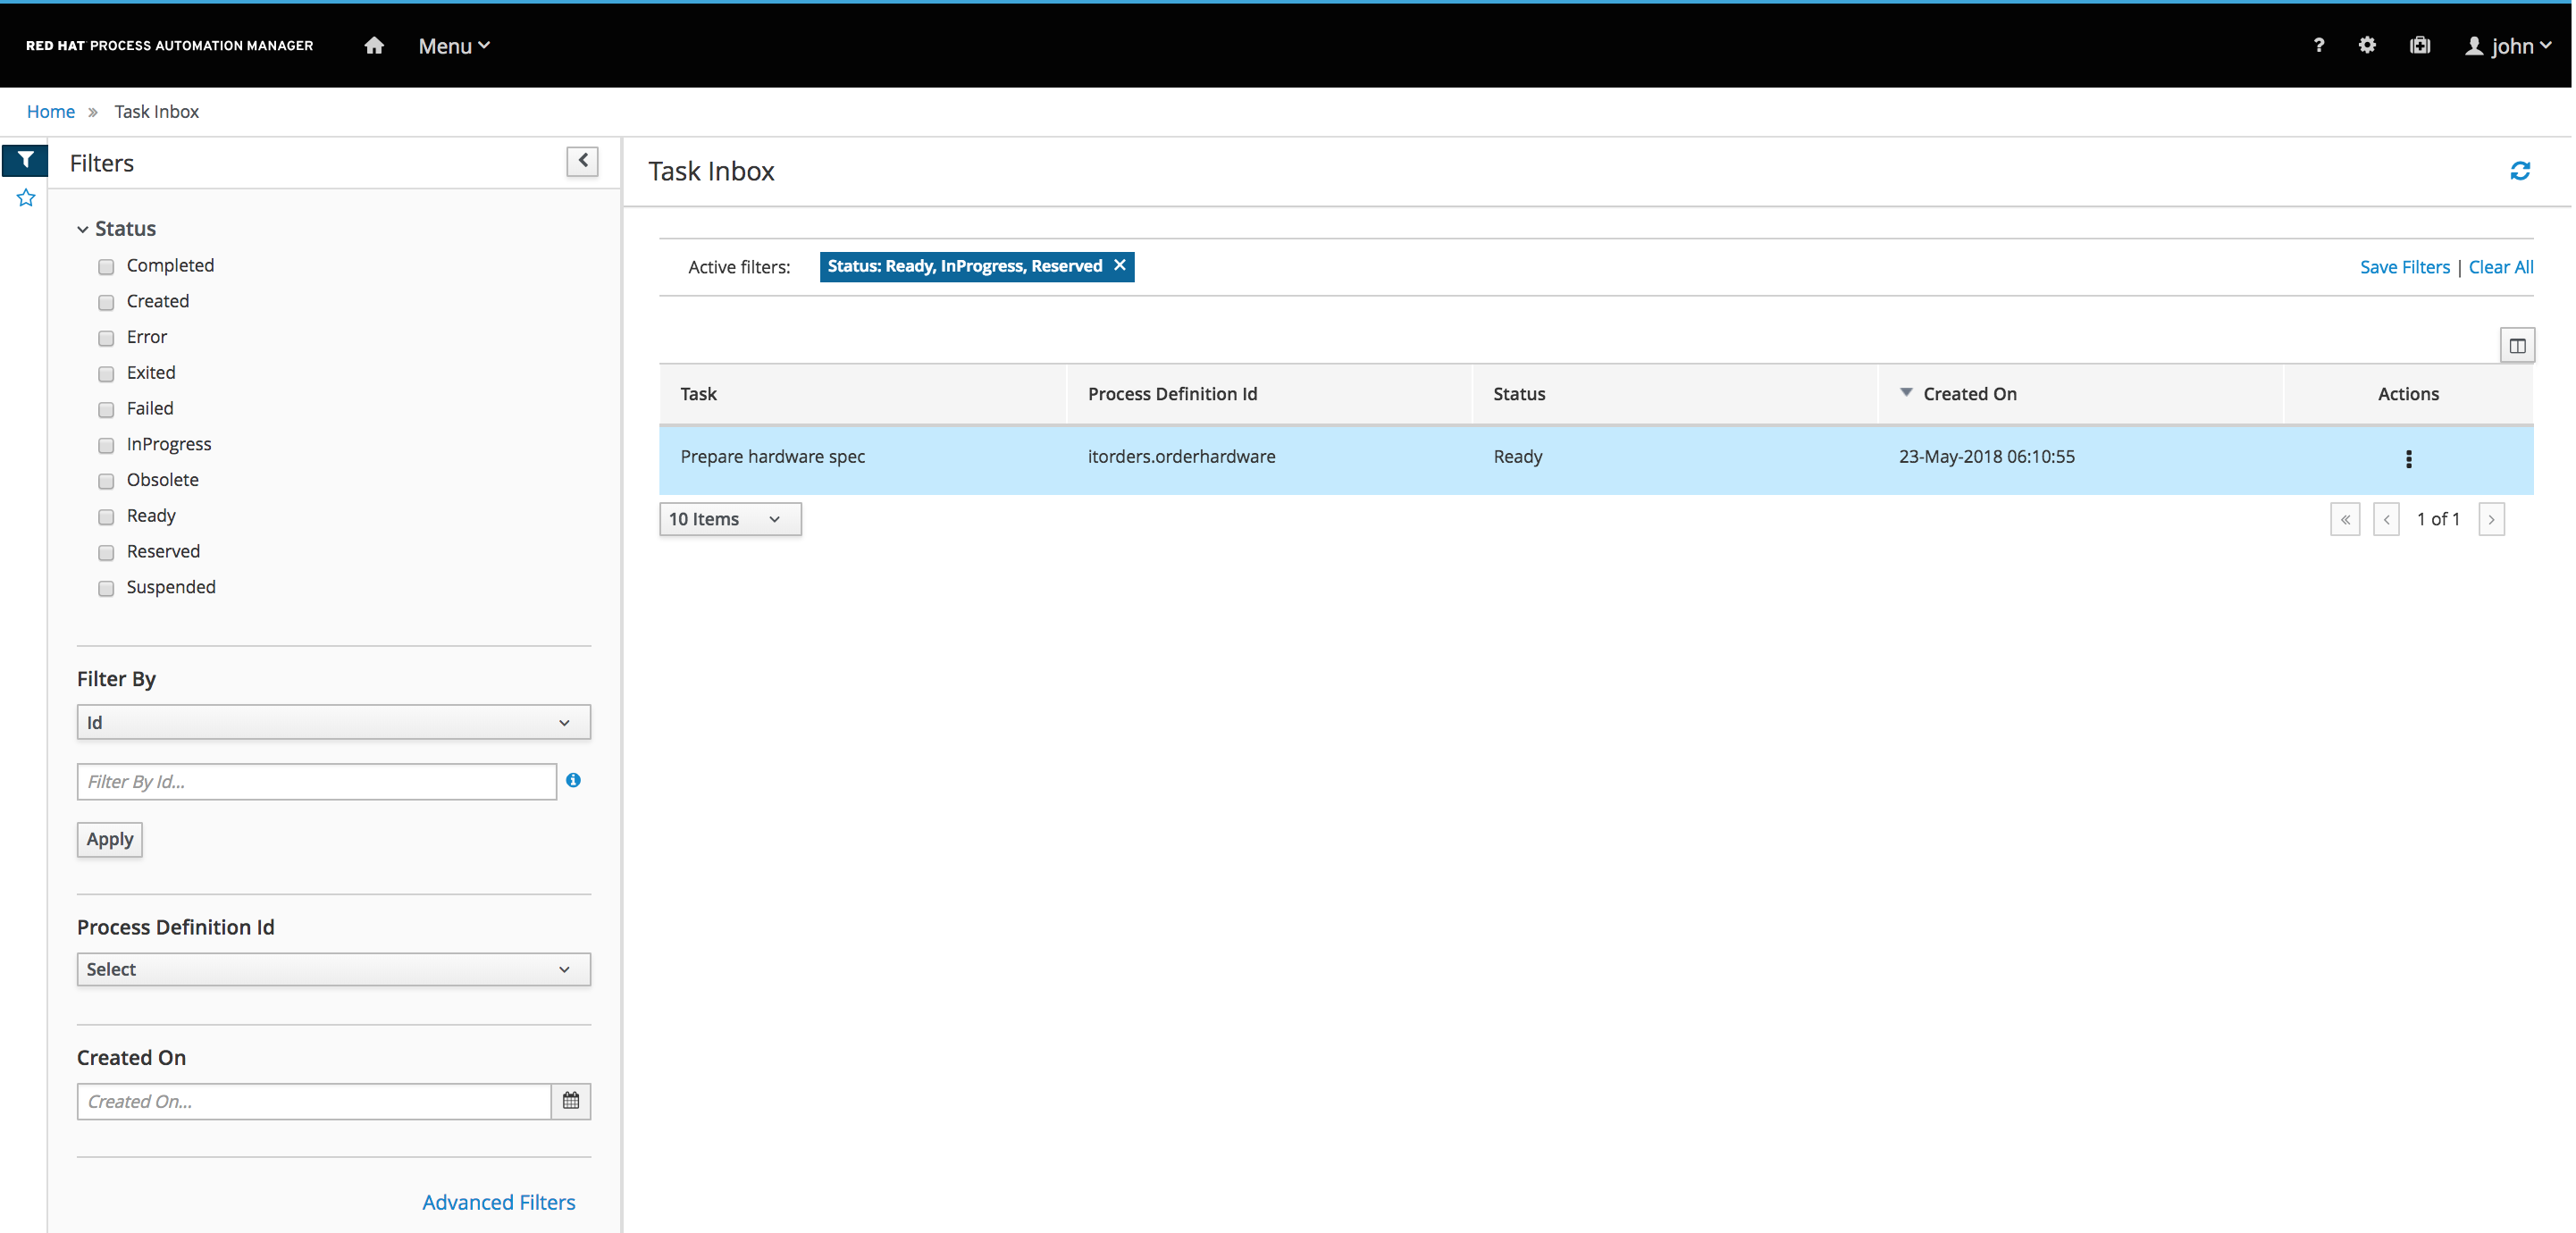 RED HAT PROCESS AUTOMATION MANAGER Menu ? john
Home » Task Inbox
Filters
Status
Completed
Created
Error
Exited
Failed
InProgress
Obsolete
Ready
Reserved
Suspended
Filter By
Id
Filter By Id...
Apply
Process Definition Id
Select
Created On
Created On...
Advanced Filters
Task Inbox
Active filters: Status: Ready, InProgress, Reserved ✕ Save Filters | Clear All
Task Process Definition Id Status Created On Actions
Prepare hardware spec itorders.orderhardware Ready 23-May-2018 06:10:55
10 Items « ‹ 1 of 1 ›